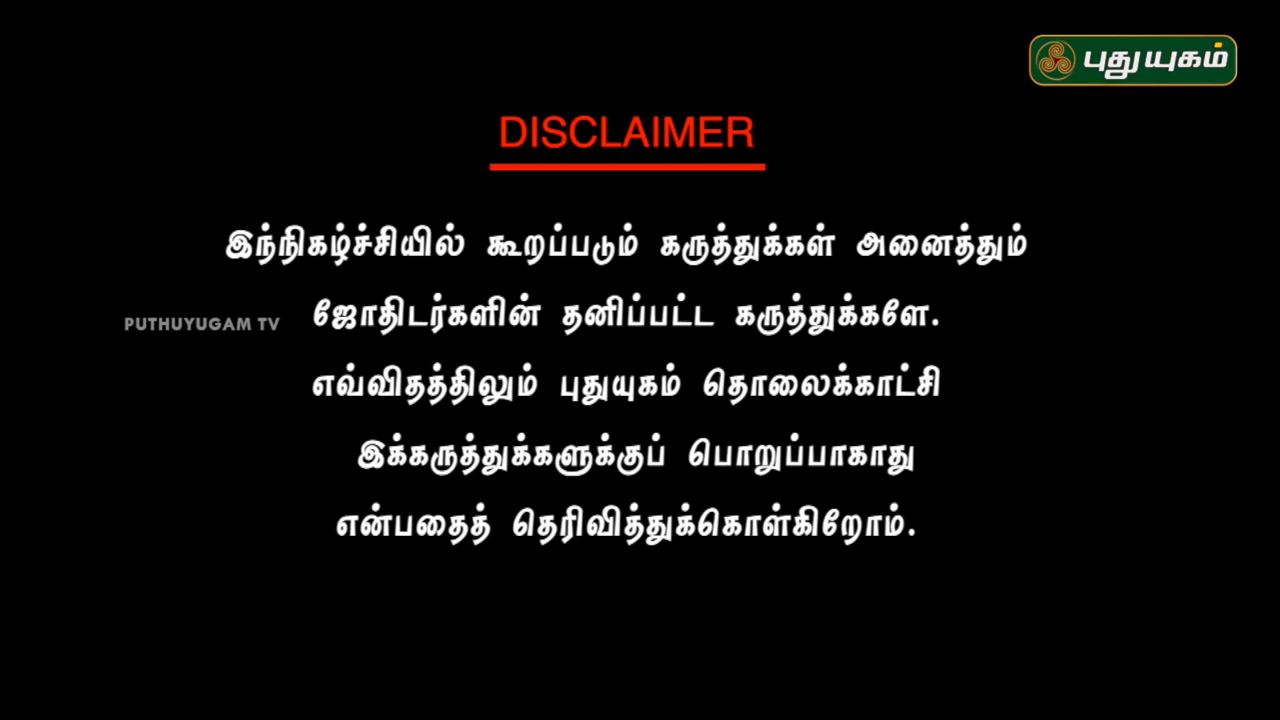 புதுயுகம்
DISCLAIMER
இந்நிகழ்ச்சியில் கூறப்படும் கருத்துக்கள் அனைத்தும்
PUTHUYUGAM TV
ஜோதிடர்களின் தனிப்பட்ட கருத்துக்களே.
எவ்விதத்திலும் புதுயுகம் தொலைக்காட்சி
இக்கருத்துக்களுக்குப் பொறுப்பாகாது
என்பதைத் தெரிவித்துக்கொள்கிறோம்.